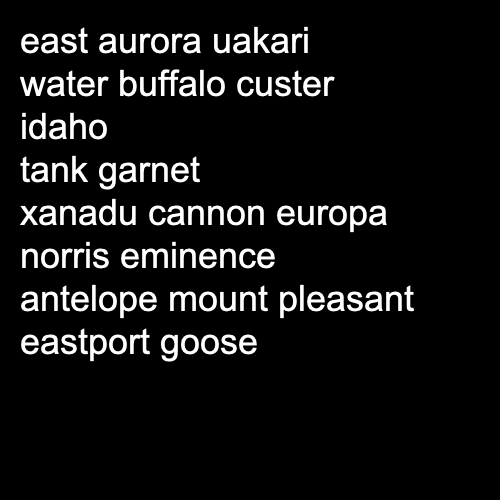 east aurora uakari
water buffalo custer
idaho
tank garnet
xanadu cannon europa
norris eminence
antelope mount pleasant
eastport goose